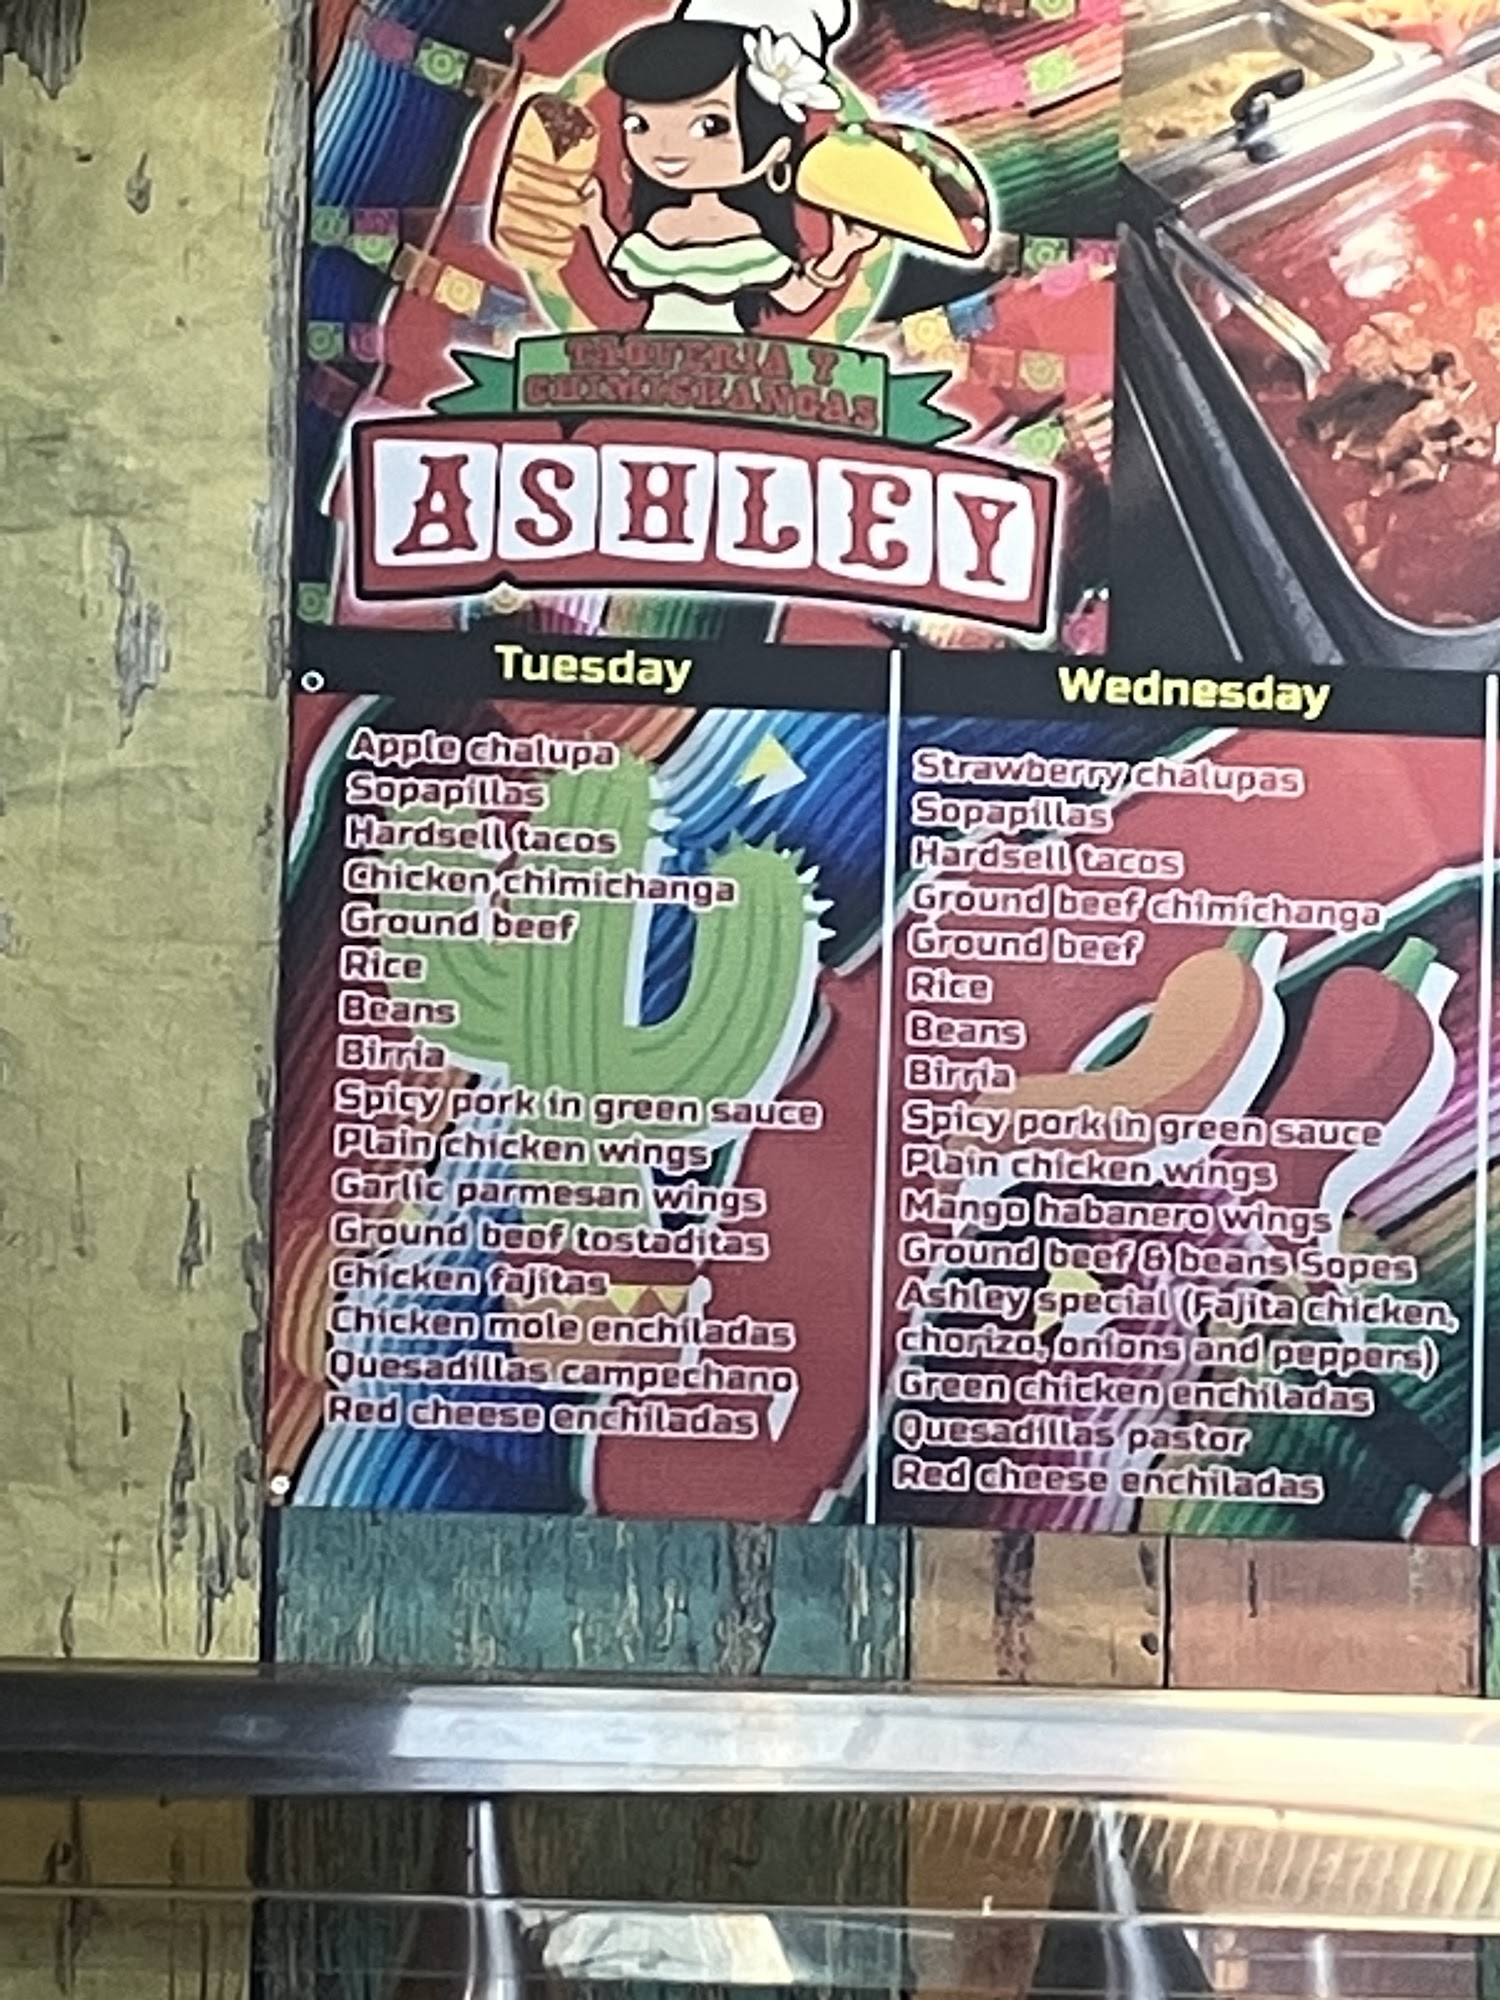 TAQUERIA Y
CHIMICHANGAS
ASHLEY
Tuesday
Apple chalupa
Sopapillas
Hardsell tacos
Chicken chimichanga
Ground beef
Rice
Beans
Birria
Spicy pork in green sauce
Plain chicken wings
Garlic parmesan wings
Ground beef tostaditas
Chicken fajitas
Chicken mole enchiladas
Quesadillas campechano
Red cheese enchiladas
Wednesday
Strawberry chalupas
Sopapillas
Hardsell tacos
Ground beef chimichanga
Ground beef
Rice
Beans
Birria
Spicy pork in green sauce
Plain chicken wings
Mango habanero wings
Ground beef & beans Sopes
Ashley special (Fajita chicken,
chorizo, onions and peppers)
Green chicken enchiladas
Quesadillas pastor
Red cheese enchiladas